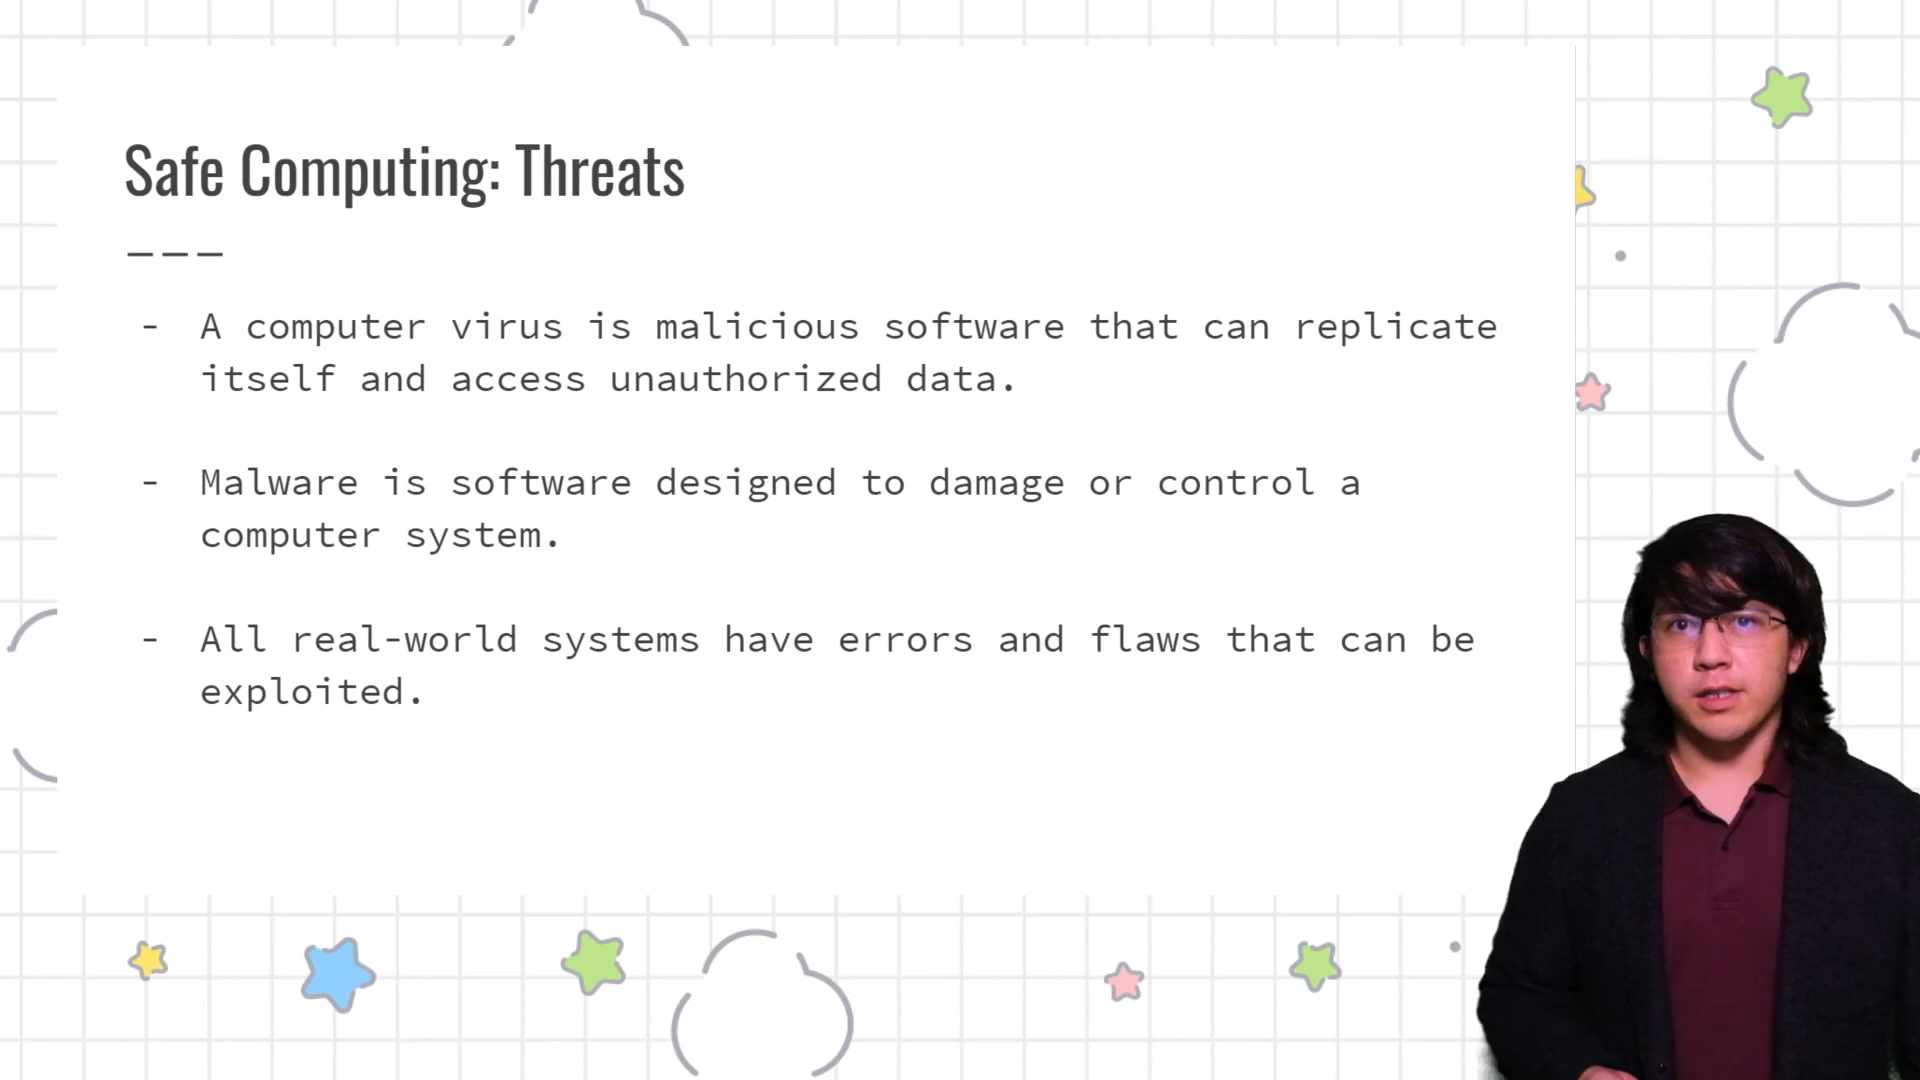 Safe Computing: Threats
---
- A computer virus is malicious software that can replicate
itself and access unauthorized data.
- Malware is software designed to damage or control a
computer system.
- All real-world systems have errors and flaws that can be
exploited.